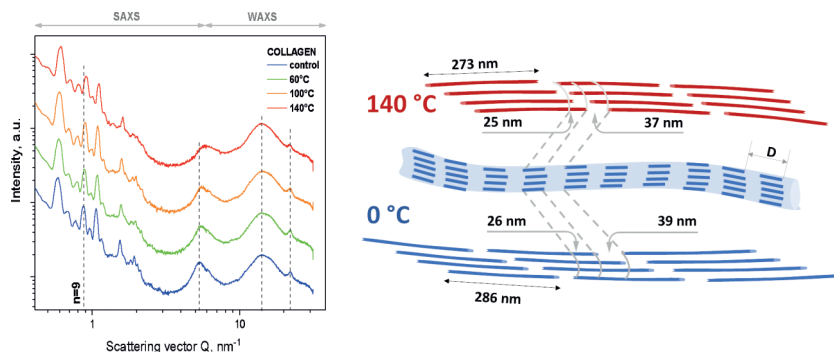 SAXS
WAXS
COLLAGEN
control
60°C
100°C
140°C
Intensity, a.u.
n=9
1
10
Scattering vector Q, nm⁻¹
273 nm
140 °C
25 nm
37 nm
D
0 °C
26 nm
39 nm
286 nm